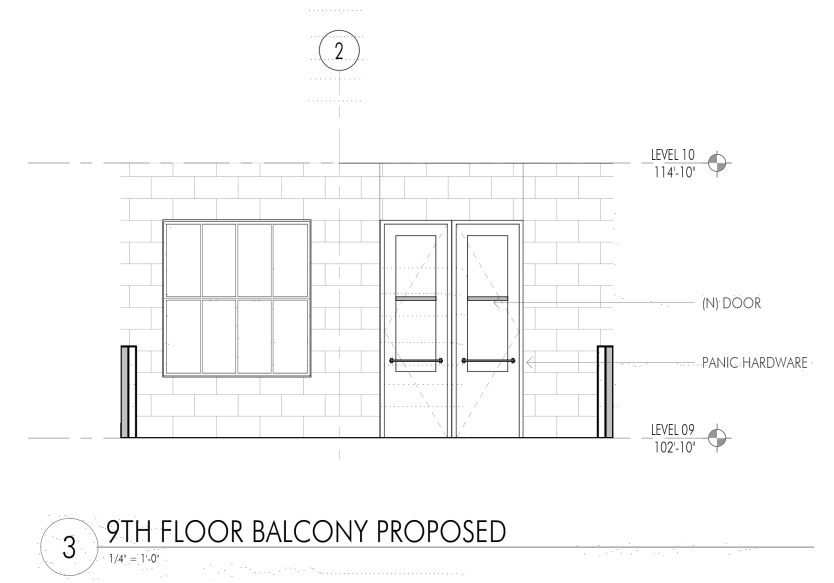 2
LEVEL 10
114'-10"
(N) DOOR
PANIC HARDWARE
LEVEL 09
102'-10"
3
9TH FLOOR BALCONY PROPOSED
1/4" = 1'-0"